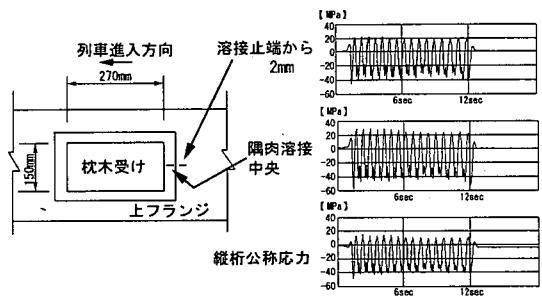 列車進入方向
270mm
溶接止端から
2mm
150mm
枕木受け
隅肉溶接
中央
上フランジ
縦桁公称応力
[MPa]
40
20
0
-20
-40
-60
6sec
12sec
[MPa]
40
20
0
-20
-40
-60
6sec
12sec
[MPa]
40
20
0
-20
-40
-60
6sec
12sec